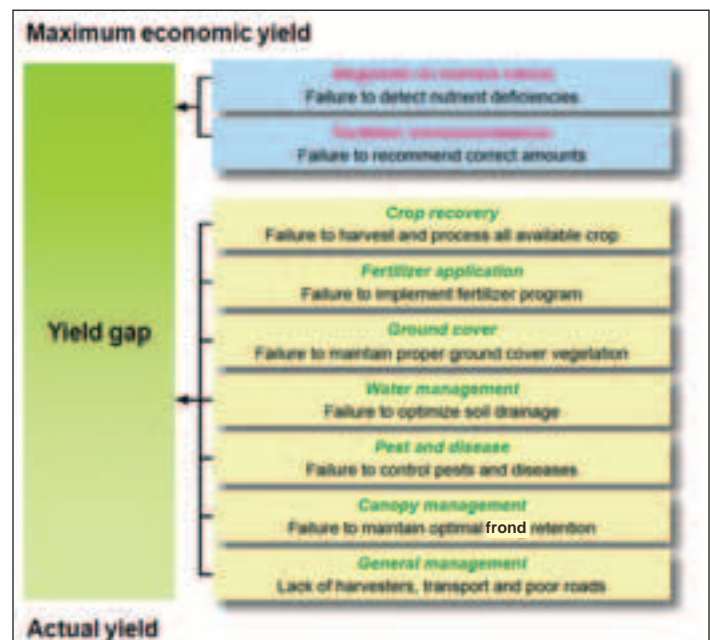 Maximum economic yield
Failure to detect nutrient deficiencies
Failure to recommend correct amounts
Crop recovery
Failure to harvest and process all available crop
Fertilizer application
Failure to implement fertilizer program
Ground cover
Failure to maintain proper ground cover vegetation
Yield gap
Water management
Failure to optimize soil drainage
Pest and disease
Failure to control pests and diseases
Canopy management
Failure to maintain optimal frond retention
General management
Lack of harvesters, transport and poor roads
Actual yield